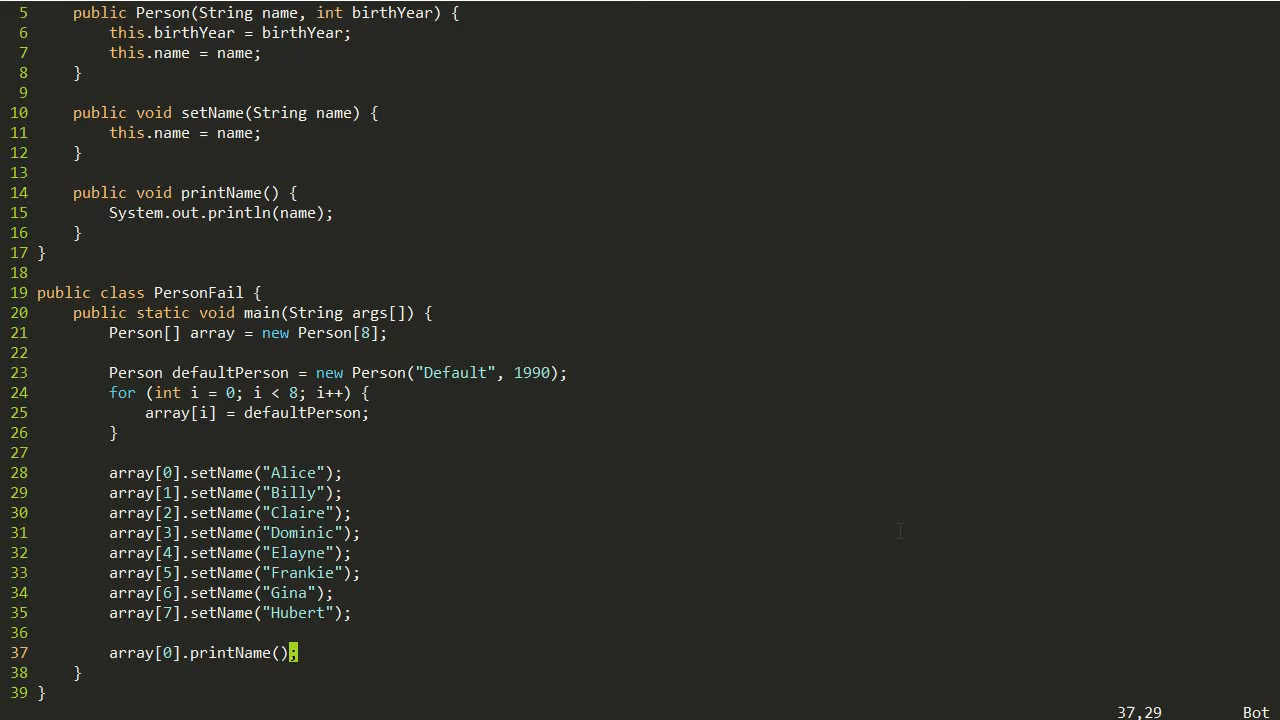 5 public Person(String name, int birthYear) {
6 this.birthYear = birthYear;
7 this.name = name;
8 }
9
10 public void setName(String name) {
11 this.name = name;
12 }
13
14 public void printName() {
15 System.out.println(name);
16 }
17 }
18
19 public class PersonFail {
20 public static void main(String args[]) {
21 Person[] array = new Person[8];
22
23 Person defaultPerson = new Person("Default", 1990);
24 for (int i = 0; i < 8; i++) {
25 array[i] = defaultPerson;
26 }
27
28 array[0].setName("Alice");
29 array[1].setName("Billy");
30 array[2].setName("Claire");
31 array[3].setName("Dominic");
32 array[4].setName("Elayne");
33 array[5].setName("Frankie");
34 array[6].setName("Gina");
35 array[7].setName("Hubert");
36
37 array[0].printName();
38 }
39 }
37,29 Bot